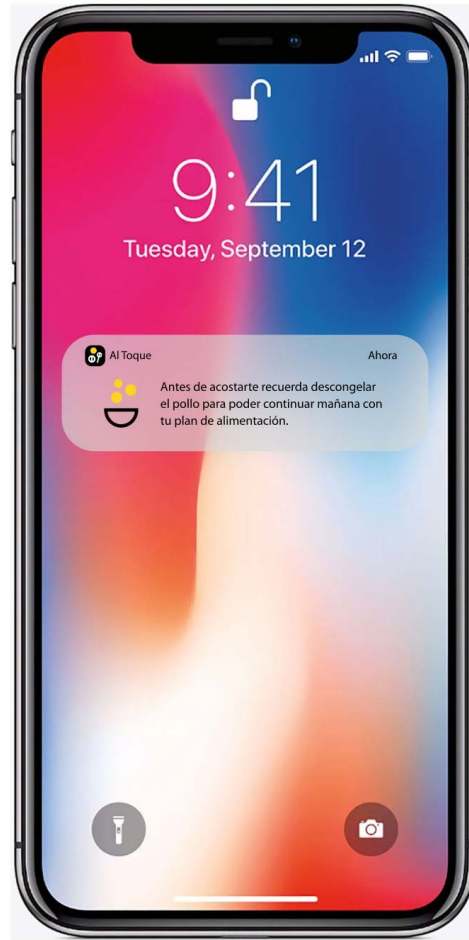 9:41
Tuesday, September 12
Al Toque
Ahora
Antes de acostarte recuerda descongelar
el pollo para poder continuar mañana con
tu plan de alimentación.